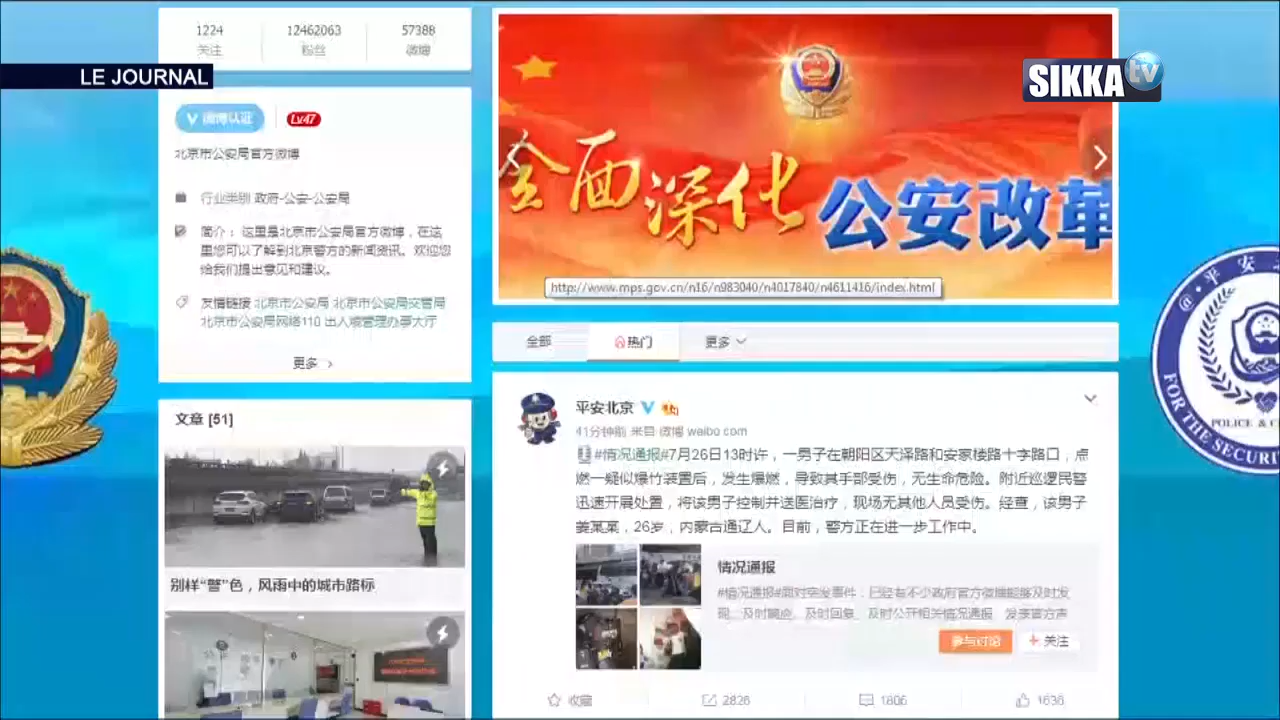 1224
12462063
57388
关注
粉丝
微博
LE JOURNAL
SIKKA tv
V 微博认证
Lv.47
北京市公安局官方微博
行业类别 政府-公安-公安局
简介： 这里是北京市公安局官方微博，在这
里您可以了解到北京警方的新闻资讯。欢迎您
给我们提出意见和建议。
友情链接 北京市公安局 北京市公安局交管局
北京市公安局网络110 出入境管理办事大厅
更多 >
文章 [51]
别样“警”色，风雨中的城市路标
全面深化公安改革
http://www.mps.gov.cn/n16/n983040/n4017840/n4611416/index.html
全部
热门
更多
平安北京
41分钟前 来自 微博 weibo.com
#情况通报#7月26日13时许，一男子在朝阳区天泽路和安家楼路十字路口，点
燃一疑似爆竹装置后，发生爆燃，导致其手部受伤，无生命危险。附近巡逻民警
迅速开展处置，将该男子控制并送医治疗，现场无其他人员受伤。经查，该男子
姜某某，26岁，内蒙古通辽人。目前，警方正在进一步工作中。
情况通报
#情况通报#面对突发事件，已经有不少政府官方微博能够及时发
现、及时响应、及时回复、及时公开相关情况通报，发表官方声
参与讨论
+ 关注
收藏
2826
1806
1636
@·平安
FOR THE SECURI
POLICE & C